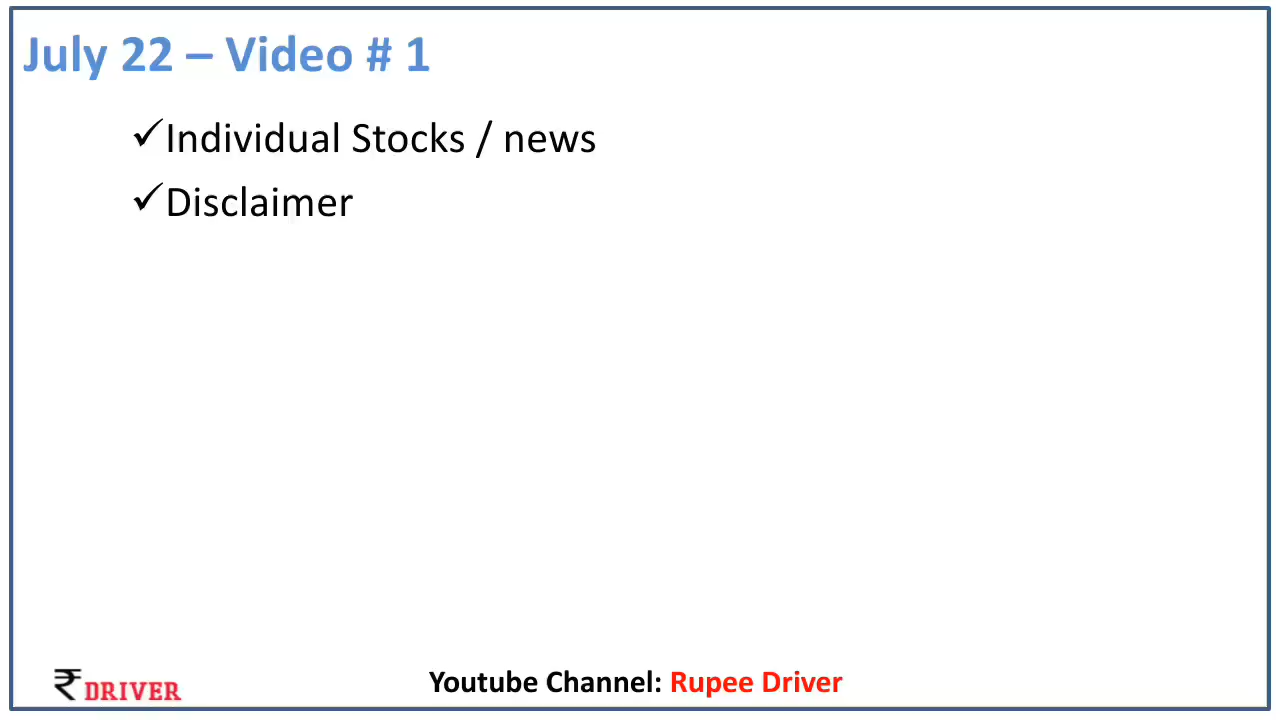 July 22 – Video # 1
✓Individual Stocks / news
✓Disclaimer
₹ DRIVER
Youtube Channel: Rupee Driver